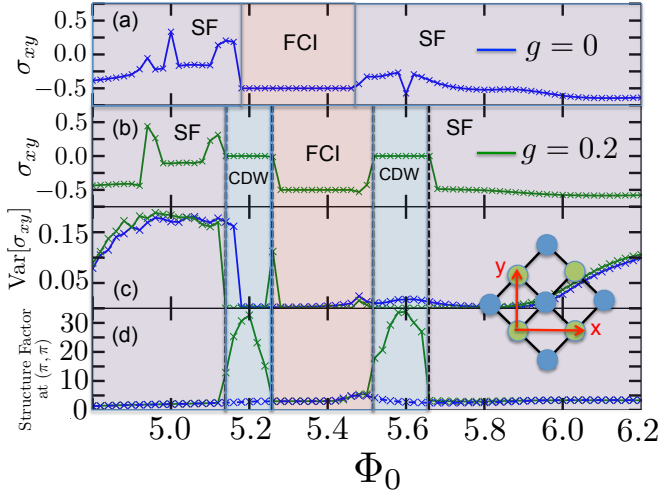 (a) SF FCI SF g = 0
σxy
0.5
0.0
−0.5
(b) SF CDW FCI CDW SF g = 0.2
σxy
0.5
0.0
−0.5
(c)
Var[σxy]
0.15
0.05
y
x
(d)
Structure Factor
at (π, π)
30
20
10
0
5.0 5.2 5.4 5.6 5.8 6.0 6.2
Φ0